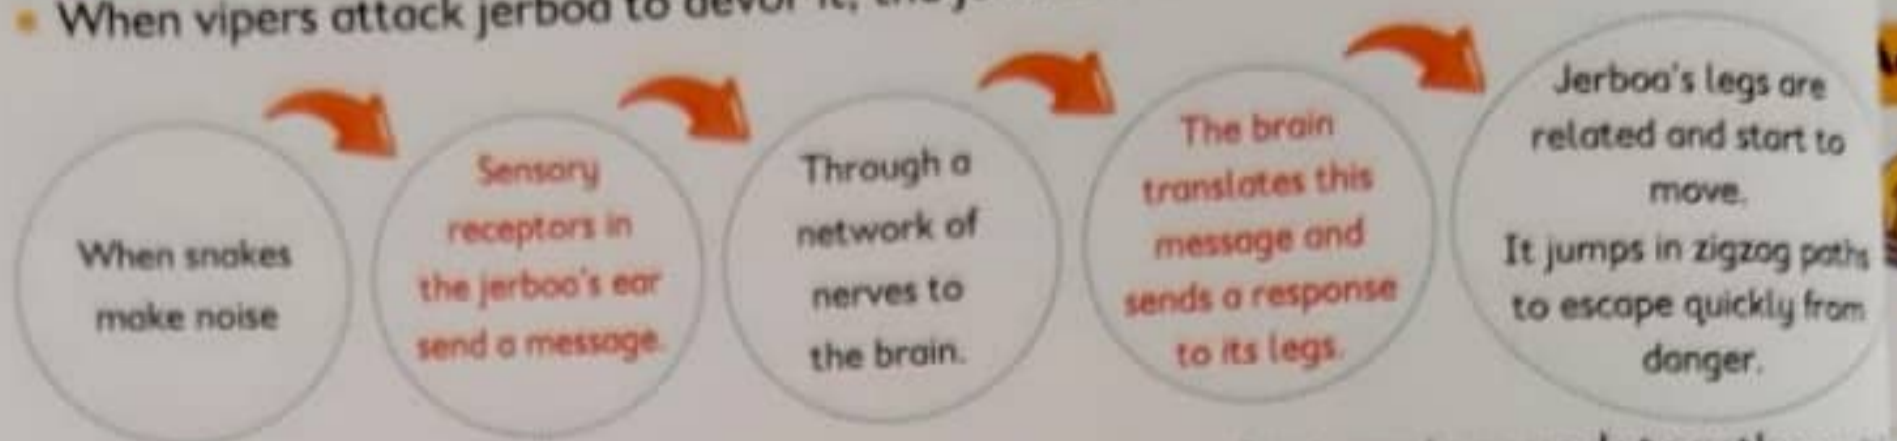 When vipers attack jerboa to devor it,
When snakes
make noise
Sensory
receptors in
the jerboa's ear
send a message.
Through a
network of
nerves to
the brain.
The brain
translates this
message and
sends a response
to its legs.
Jerboa's legs are
related and start to
move.
It jumps in zigzag paths
to escape quickly from
danger.